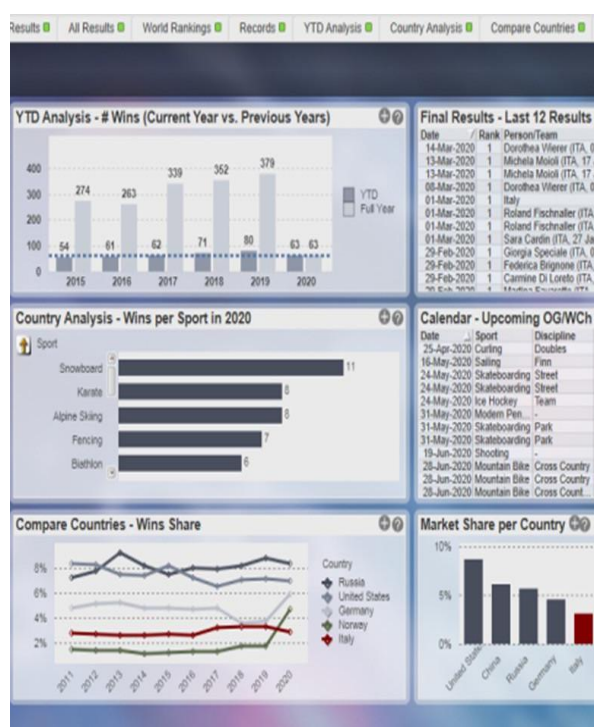 Results All Results World Rankings Records YTD Analysis Country Analysis Compare Countries
YTD Analysis - # Wins (Current Year vs. Previous Years)
400
300
200
100
0
274
263
339
352
379
54
61
62
71
80
63 63
2015 2016 2017 2018 2019 2020
YTD
Full Year
Final Results - Last 12 Results
Date Rank Person/Team
14-Mar-2020 1 Dorothea Wierer (ITA, 0
13-Mar-2020 1 Michela Moioli (ITA, 17
13-Mar-2020 1 Michela Moioli (ITA, 17
08-Mar-2020 1 Dorothea Wierer (ITA, 0
01-Mar-2020 1 Italy
01-Mar-2020 1 Roland Fischnaller (ITA
01-Mar-2020 1 Roland Fischnaller (ITA,
01-Mar-2020 1 Sara Cardin (ITA, 27 Ja
29-Feb-2020 1 Giorgia Speciale (ITA, 0
29-Feb-2020 1 Federica Brignone (ITA
29-Feb-2020 1 Carmine Di Loreto (ITA,
Country Analysis - Wins per Sport in 2020
Sport
Snowboard 11
Karate 8
Alpine Skiing 8
Fencing 7
Biathlon 6
Calendar - Upcoming OG/WCh
Date Sport Discipline
25-Apr-2020 Curling Doubles
16-May-2020 Sailing Finn
24-May-2020 Skateboarding Street
24-May-2020 Skateboarding Street
24-May-2020 Ice Hockey Team
31-May-2020 Modern Pen... -
31-May-2020 Skateboarding Park
31-May-2020 Skateboarding Park
19-Jun-2020 Shooting -
28-Jun-2020 Mountain Bike Cross Country
28-Jun-2020 Mountain Bike Cross Country
28-Jun-2020 Mountain Bike Cross Count...
Compare Countries - Wins Share
8%
6%
4%
2%
2011 2012 2013 2014 2015 2016 2017 2018 2019 2020
Country
Russia
United States
Germany
Norway
Italy
Market Share per Country
10%
5%
0%
United State China Russia Germany Italy